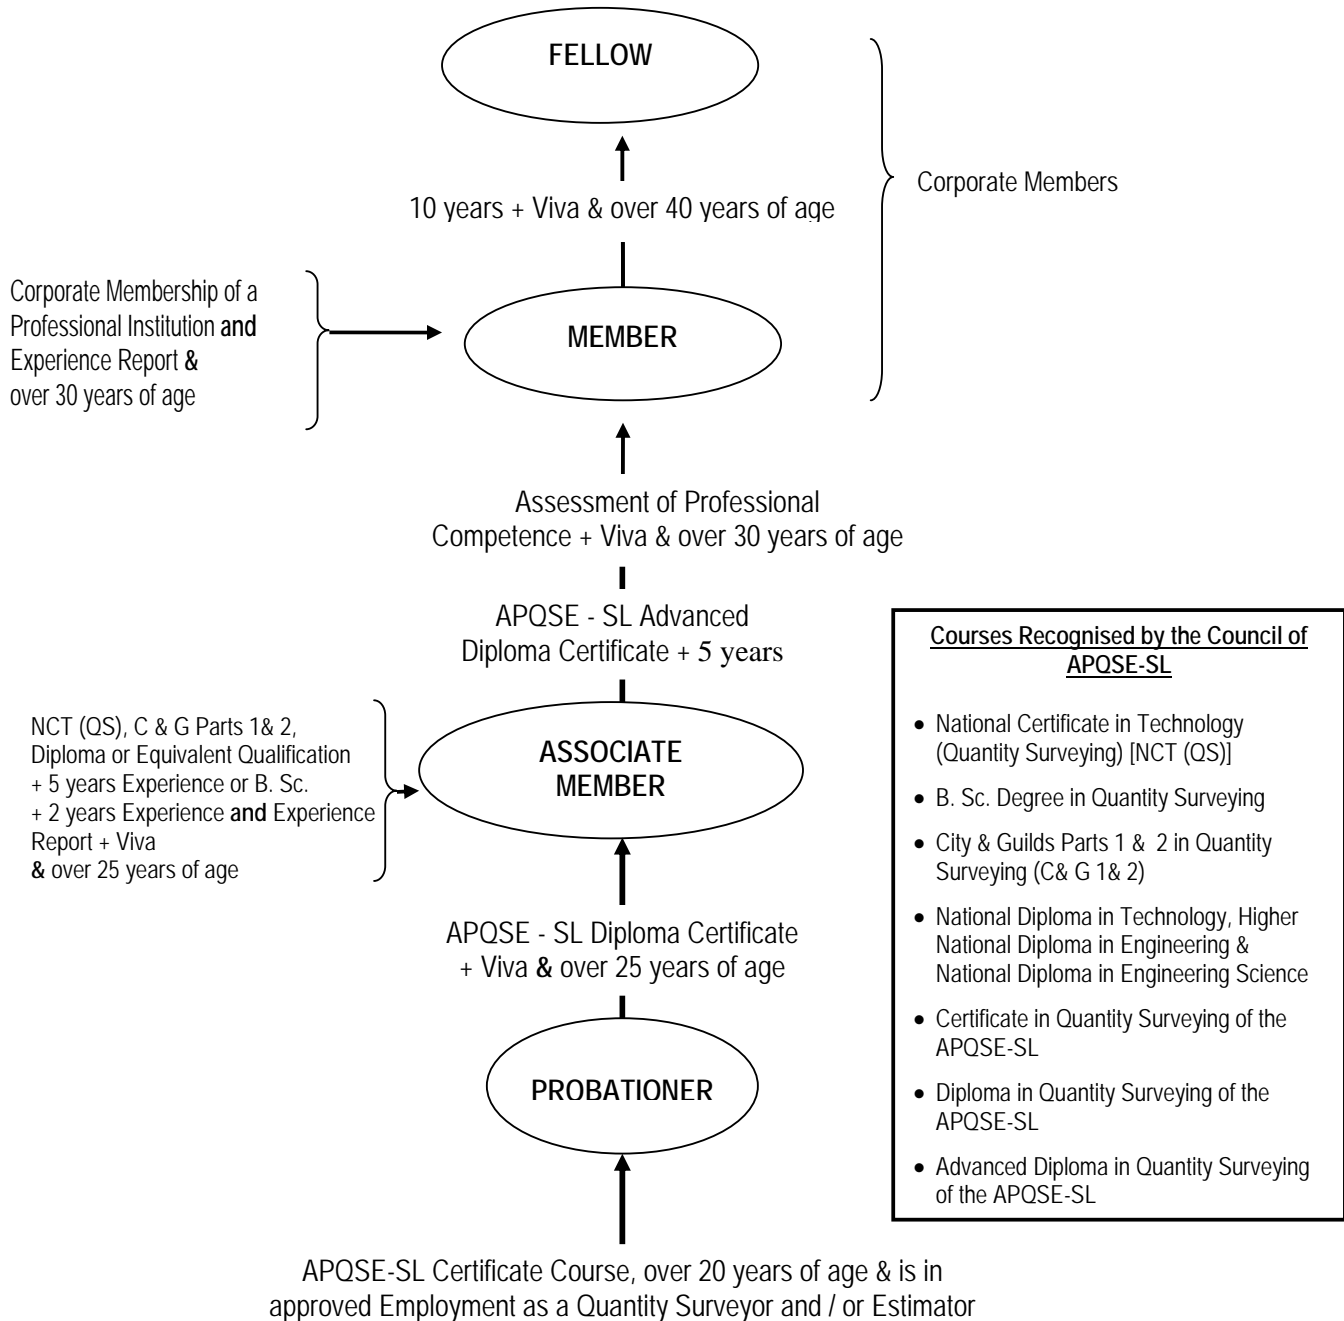 FELLOW
10 years + Viva & over 40 years of age
Corporate Members
Corporate Membership of a
Professional Institution and
Experience Report &
over 30 years of age
MEMBER
Assessment of Professional
Competence + Viva & over 30 years of age
APQSE - SL Advanced
Diploma Certificate + 5 years
NCT (QS), C & G Parts 1& 2,
Diploma or Equivalent Qualification
+ 5 years Experience or B. Sc.
+ 2 years Experience and Experience
Report + Viva
& over 25 years of age
ASSOCIATE
MEMBER
APQSE - SL Diploma Certificate
+ Viva & over 25 years of age
PROBATIONER
APQSE-SL Certificate Course, over 20 years of age & is in
approved Employment as a Quantity Surveyor and / or Estimator
Courses Recognised by the Council of
APQSE-SL
• National Certificate in Technology
(Quantity Surveying) [NCT (QS)]
• B. Sc. Degree in Quantity Surveying
• City & Guilds Parts 1 & 2 in Quantity
Surveying (C& G 1& 2)
• National Diploma in Technology, Higher
National Diploma in Engineering &
National Diploma in Engineering Science
• Certificate in Quantity Surveying of the
APQSE-SL
• Diploma in Quantity Surveying of the
APQSE-SL
• Advanced Diploma in Quantity Surveying
of the APQSE-SL